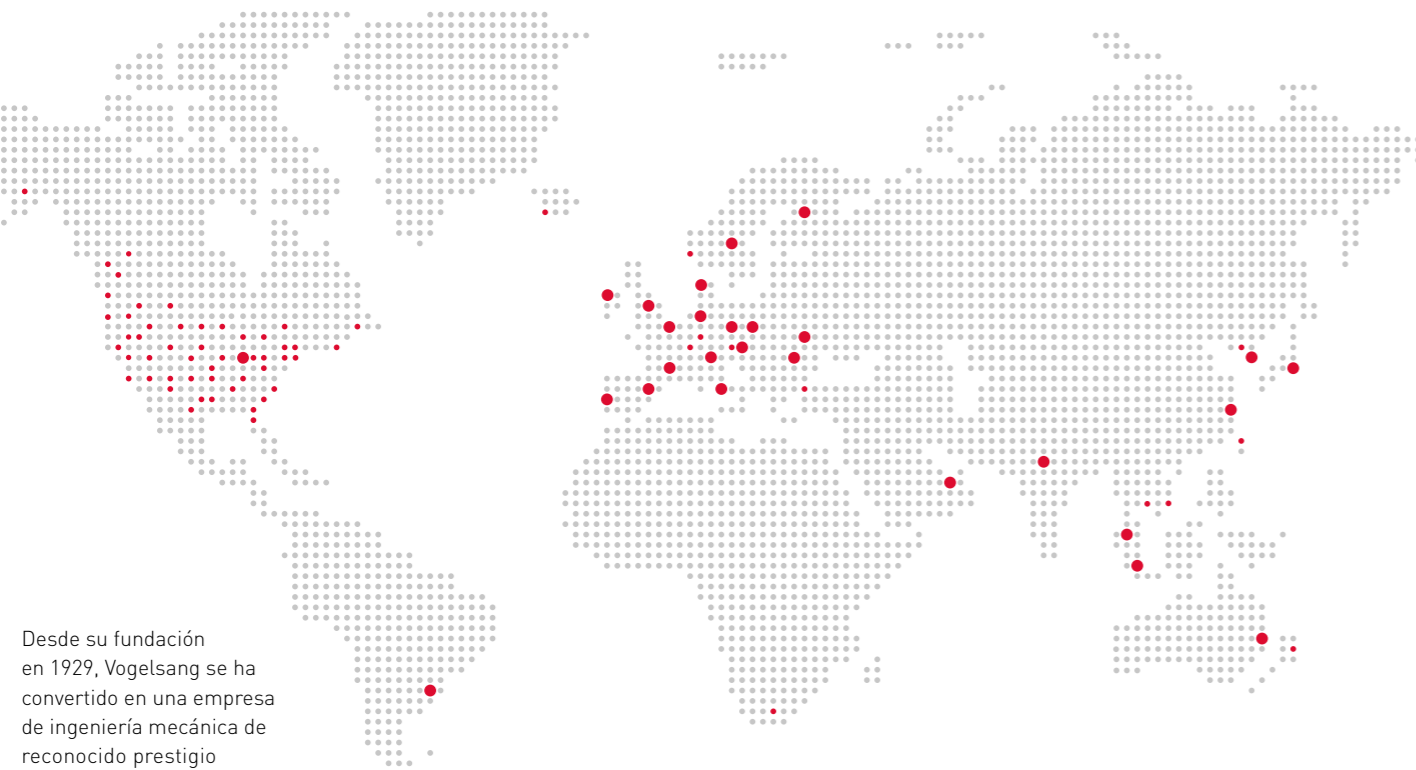 Desde su fundación
en 1929, Vogelsang se ha
convertido en una empresa
de ingeniería mecánica de
reconocido prestigio